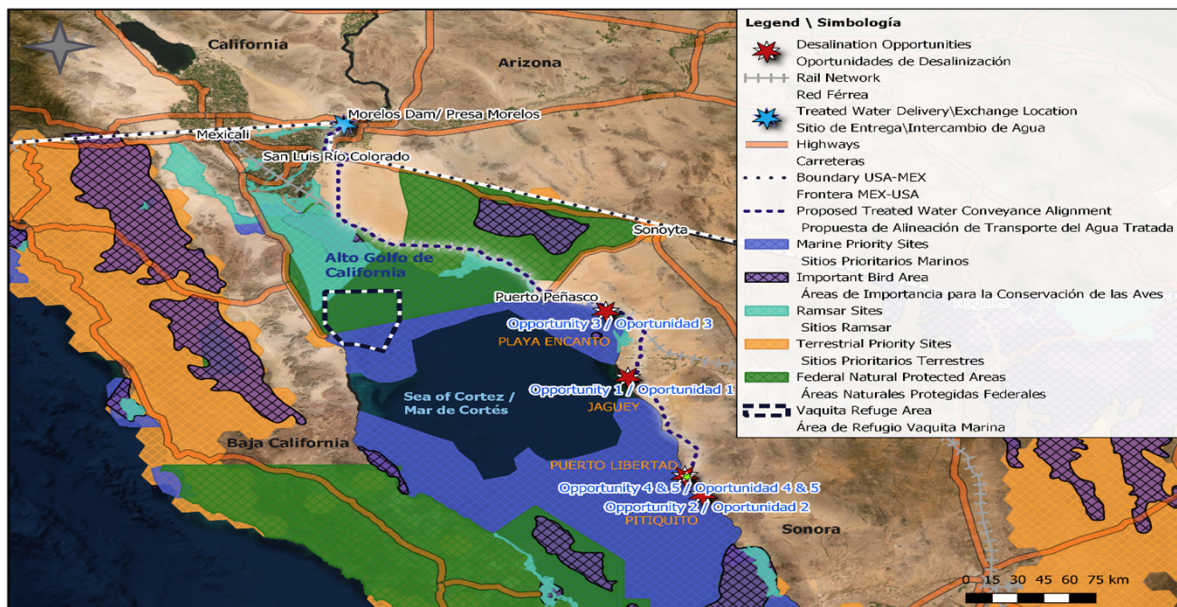 California
Arizona
Morelos Dam/ Presa Morelos
Mexicali
San Luis Río Colorado
Sonoyta
Alto Golfo de
California
Puerto Peñasco
Opportunity 3 / Oportunidad 3
PLAYA ENCANTO
Opportunity 1 / Oportunidad 1
Sea of Cortez /
Mar de Cortés
JAGUEY
Baja California
PUERTO LIBERTAD
Opportunity 4 & 5 / Oportunidad 4 & 5
Opportunity 2 / Oportunidad 2
PITIQUITO
Sonora
0 15 30 45 60 75 km
Legend \ Simbología
Desalination Opportunities
Oportunidades de Desalinización
Rail Network
Red Férrea
Treated Water Delivery\Exchange Location
Sitio de Entrega\Intercambio de Agua
Highways
Carreteras
Boundary USA-MEX
Frontera MEX-USA
Proposed Treated Water Conveyance Alignment
Propuesta de Alineación de Transporte del Agua Tratada
Marine Priority Sites
Sitios Prioritarios Marinos
Important Bird Area
Áreas de Importancia para la Conservación de las Aves
Ramsar Sites
Sitios Ramsar
Terrestrial Priority Sites
Sitios Prioritarios Terrestres
Federal Natural Protected Areas
Áreas Naturales Protegidas Federales
Vaquita Refuge Area
Área de Refugio Vaquita Marina